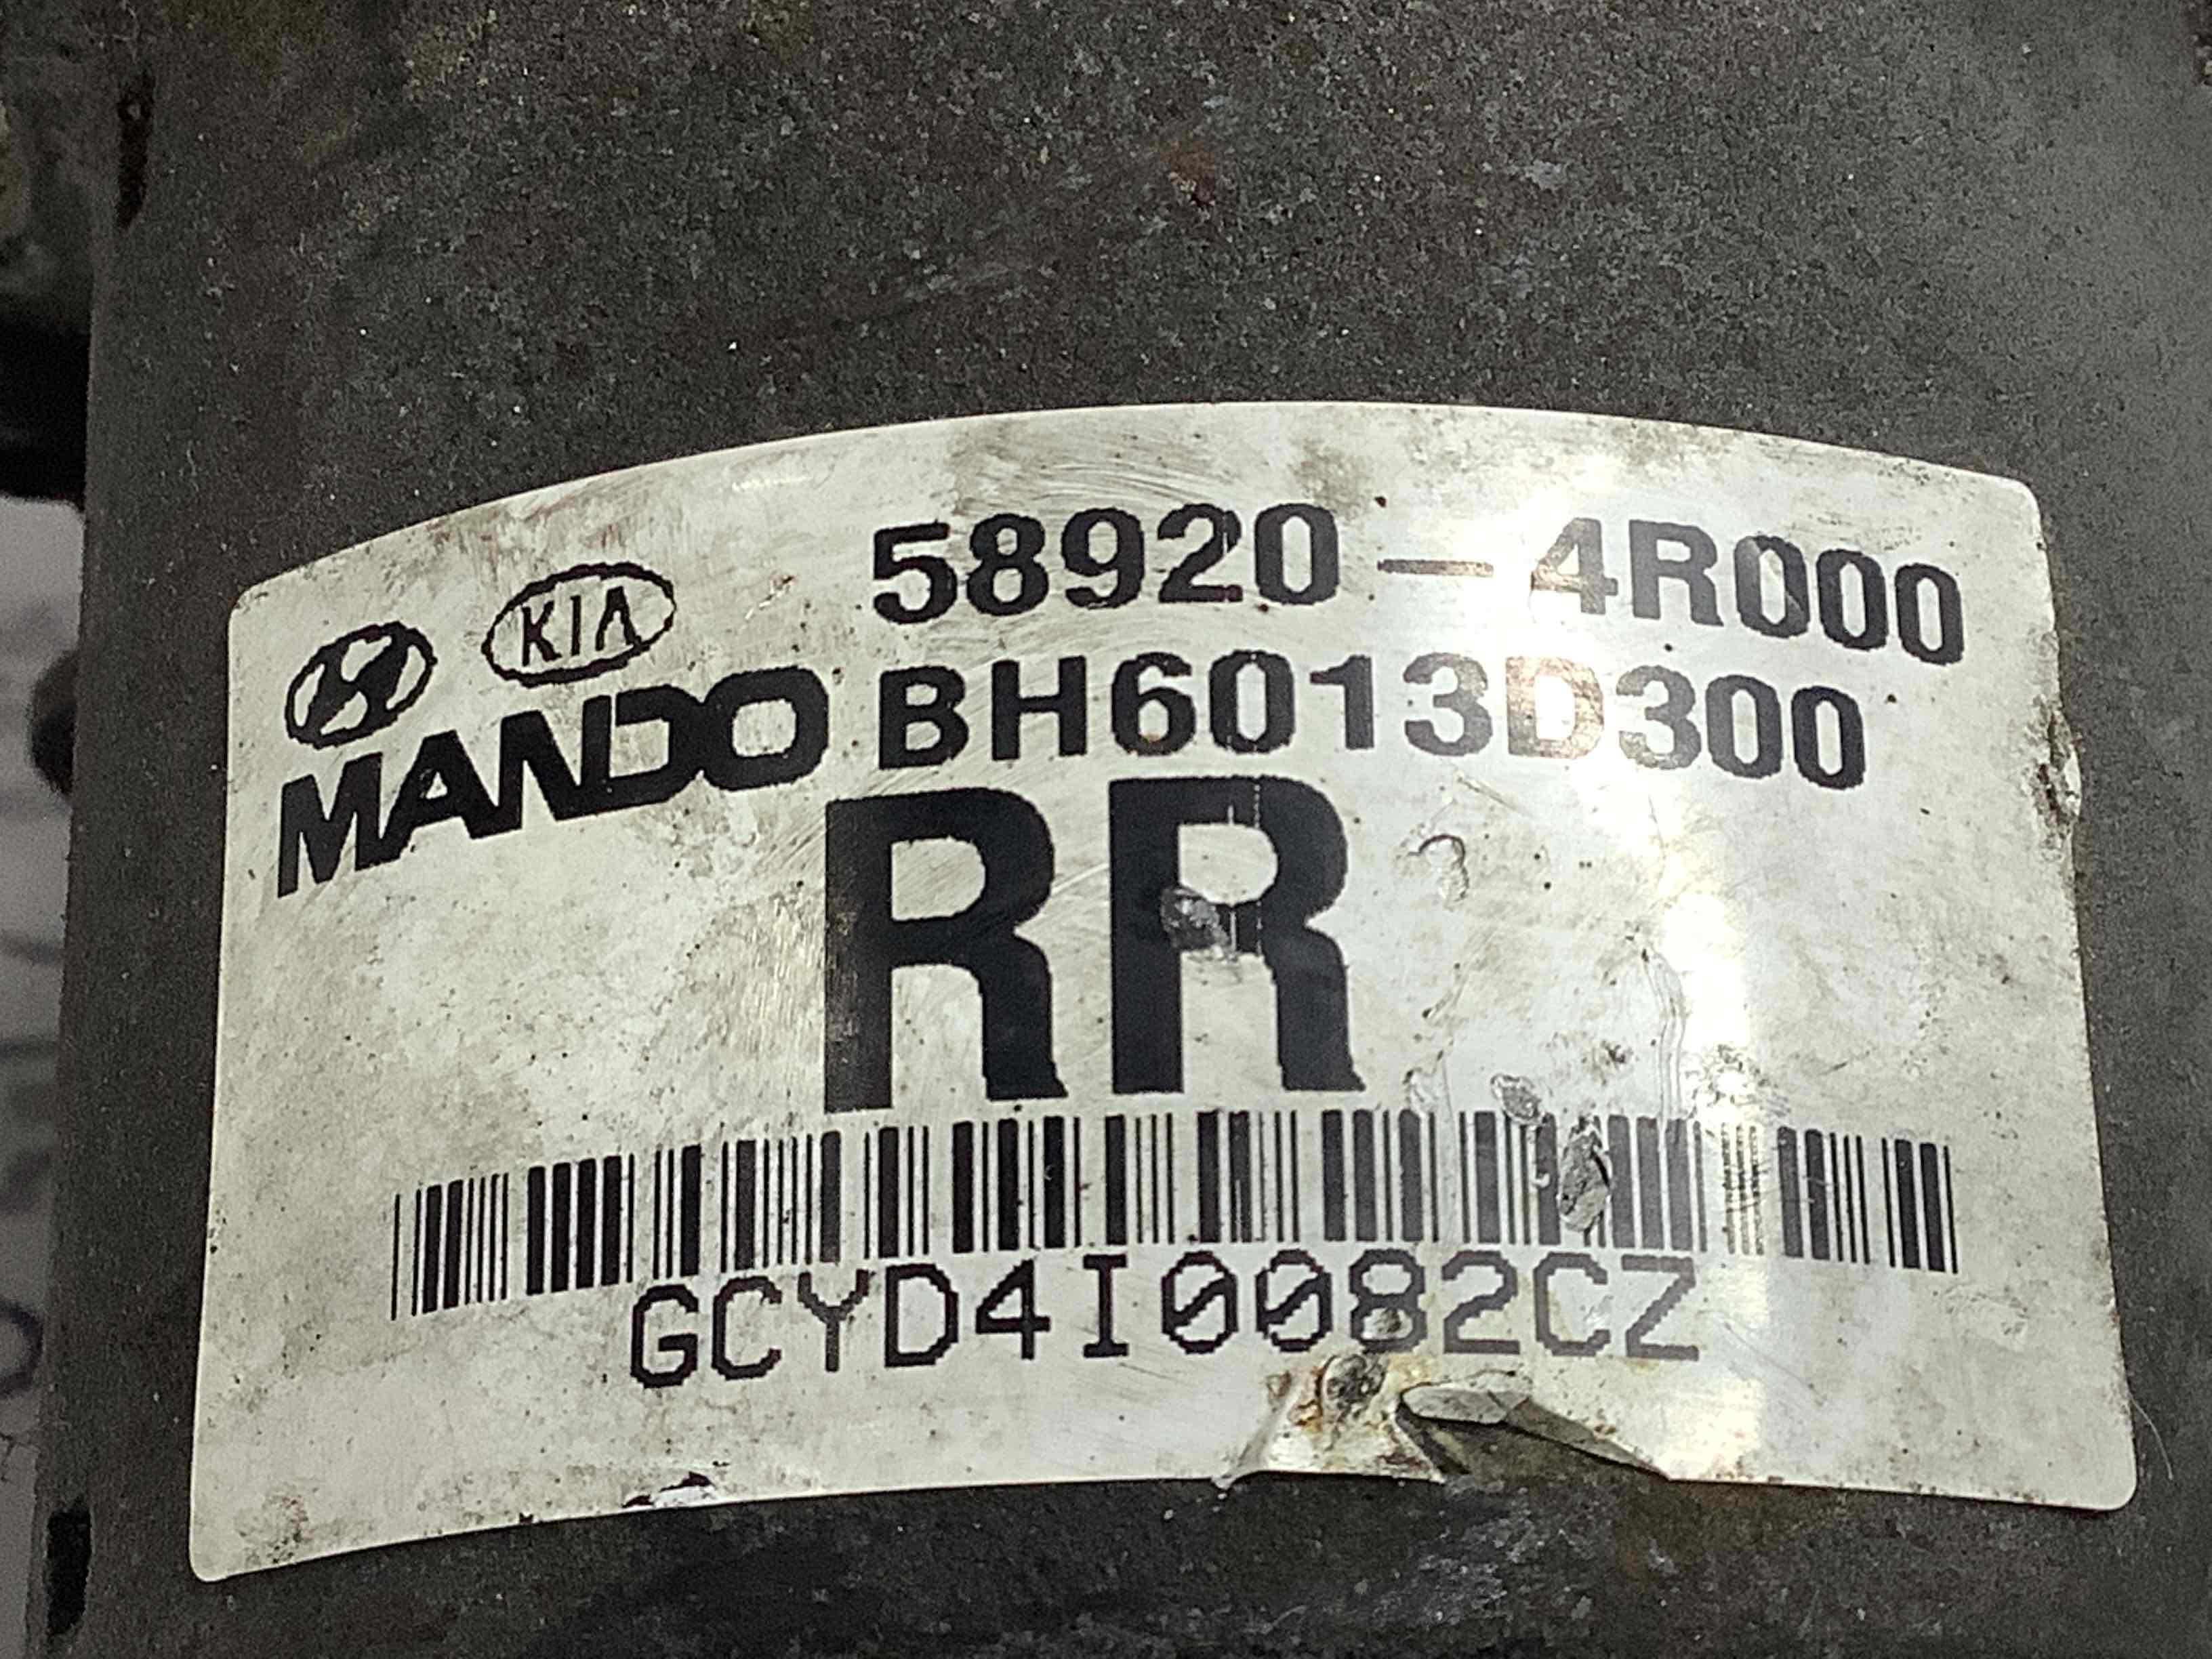 58920-4R000
KIA
MANDO BH6013D300
RR
GCYD4I0082CZ